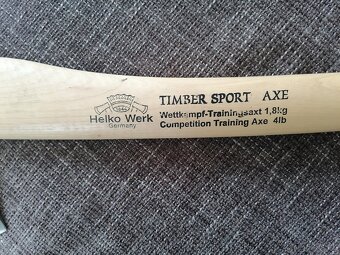 Helko Werk
Germany
TIMBER SPORT AXE
Wettkampf-Trainingsaxt 1,8kg
Competition Training Axe 4lb